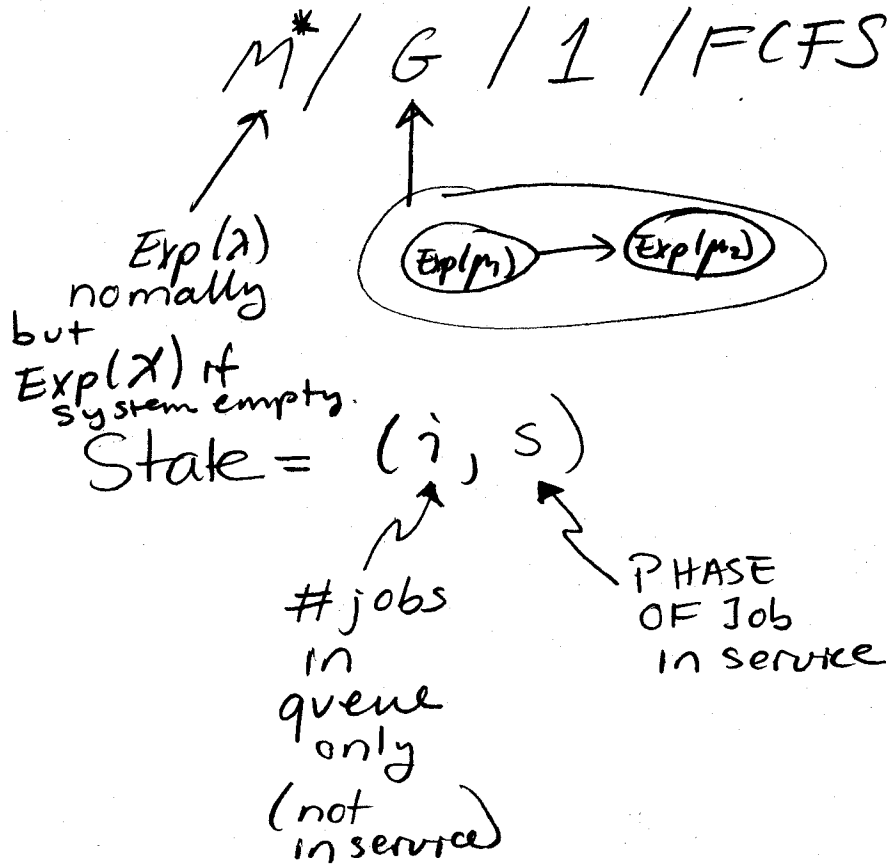 M*/ G / 1 / FCFS
Exp(λ)
nomally
but
Exp(λ') if
system empty.
Exp(μ1)
Exp(μ2)
State = (i, s)
#jobs
in
queue
only
(not
in service)
PHASE
OF Job
in service